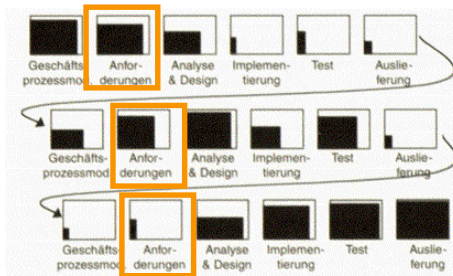 Geschäfts- Anfor- Analyse Implemen- Test Auslie-
prozessmod. derungen & Design tierung ferung
Geschäfts- Anfor- Analyse Implemen- Test Auslie-
prozessmod. derungen & Design tierung ferung
Geschäfts- Anfor- Analyse Implemen- Test Auslie-
prozessmod. derungen & Design tierung ferung